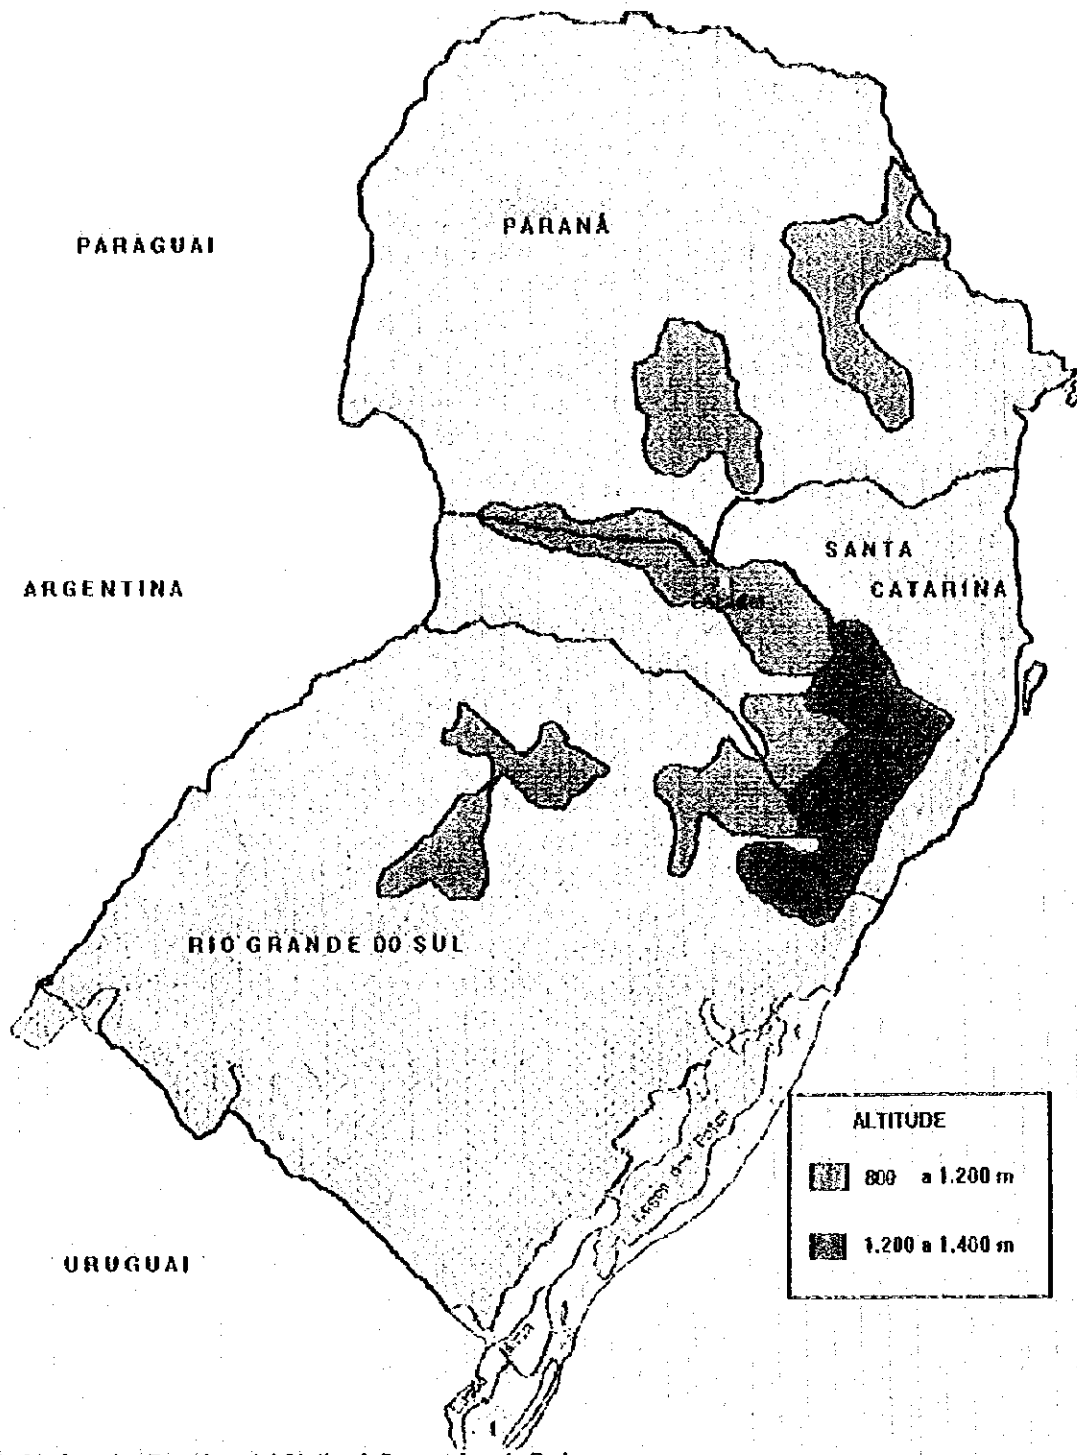 PARAGUAI
PARANÁ
SANTA
CATARINA
ARGENTINA
RIO GRANDE DO SUL
ALTITUDE
800 a 1.200 m
1.200 a 1.400 m
URUGUAI